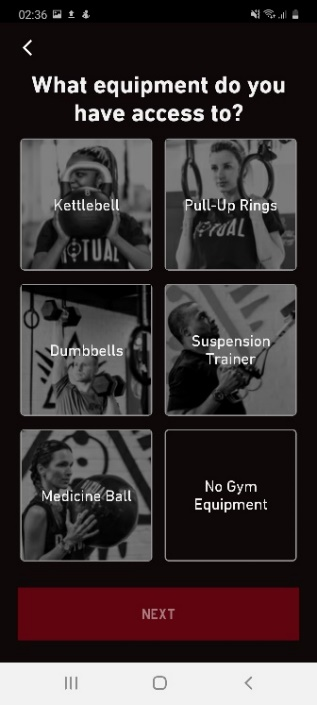 02:36
What equipment do you
have access to?
Kettlebell
Pull-Up Rings
Dumbbells
Suspension
Trainer
Medicine Ball
No Gym
Equipment
NEXT